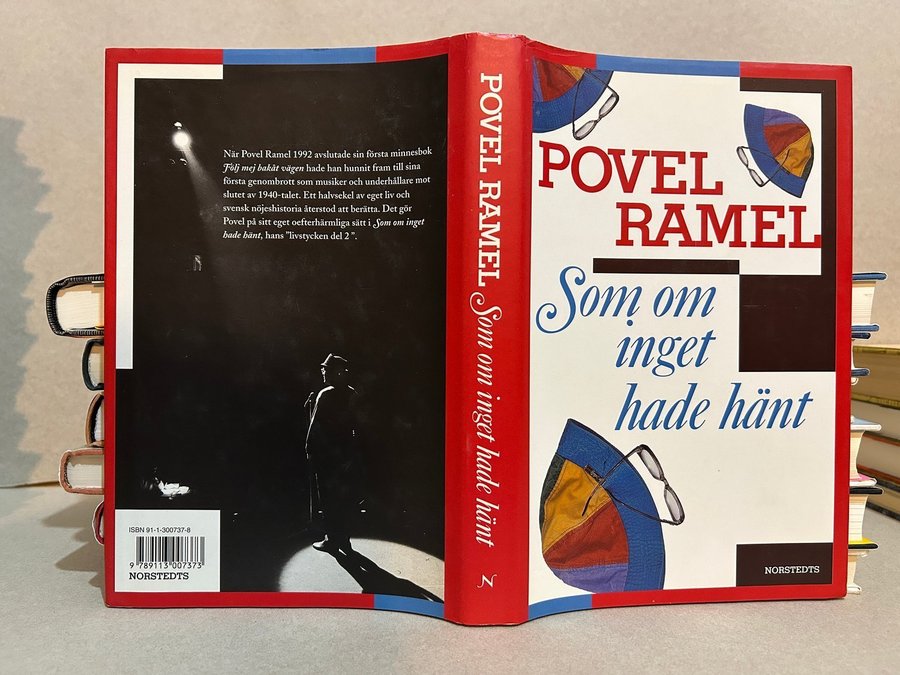 När Povel Ramel 1992 avslutade sin första minnesbok
Följ mej bakåt vägen hade han hunnit fram till sina
första genombrott som musiker och underhållare mot
slutet av 1940-talet. Ett halvsekel av eget liv och
svensk nöjeshistoria återstod att berätta. Det gör
Povel på sitt eget oefterhärmliga sätt i Som om inget
hade hänt, hans "livstycken del 2".
ISBN 91-1-300737-8
9 789113 007373
NORSTEDTS
POVEL RAMEL Som om inget hade hänt
N
POVEL
RAMEL
Som om
inget
hade hänt
NORSTEDTS